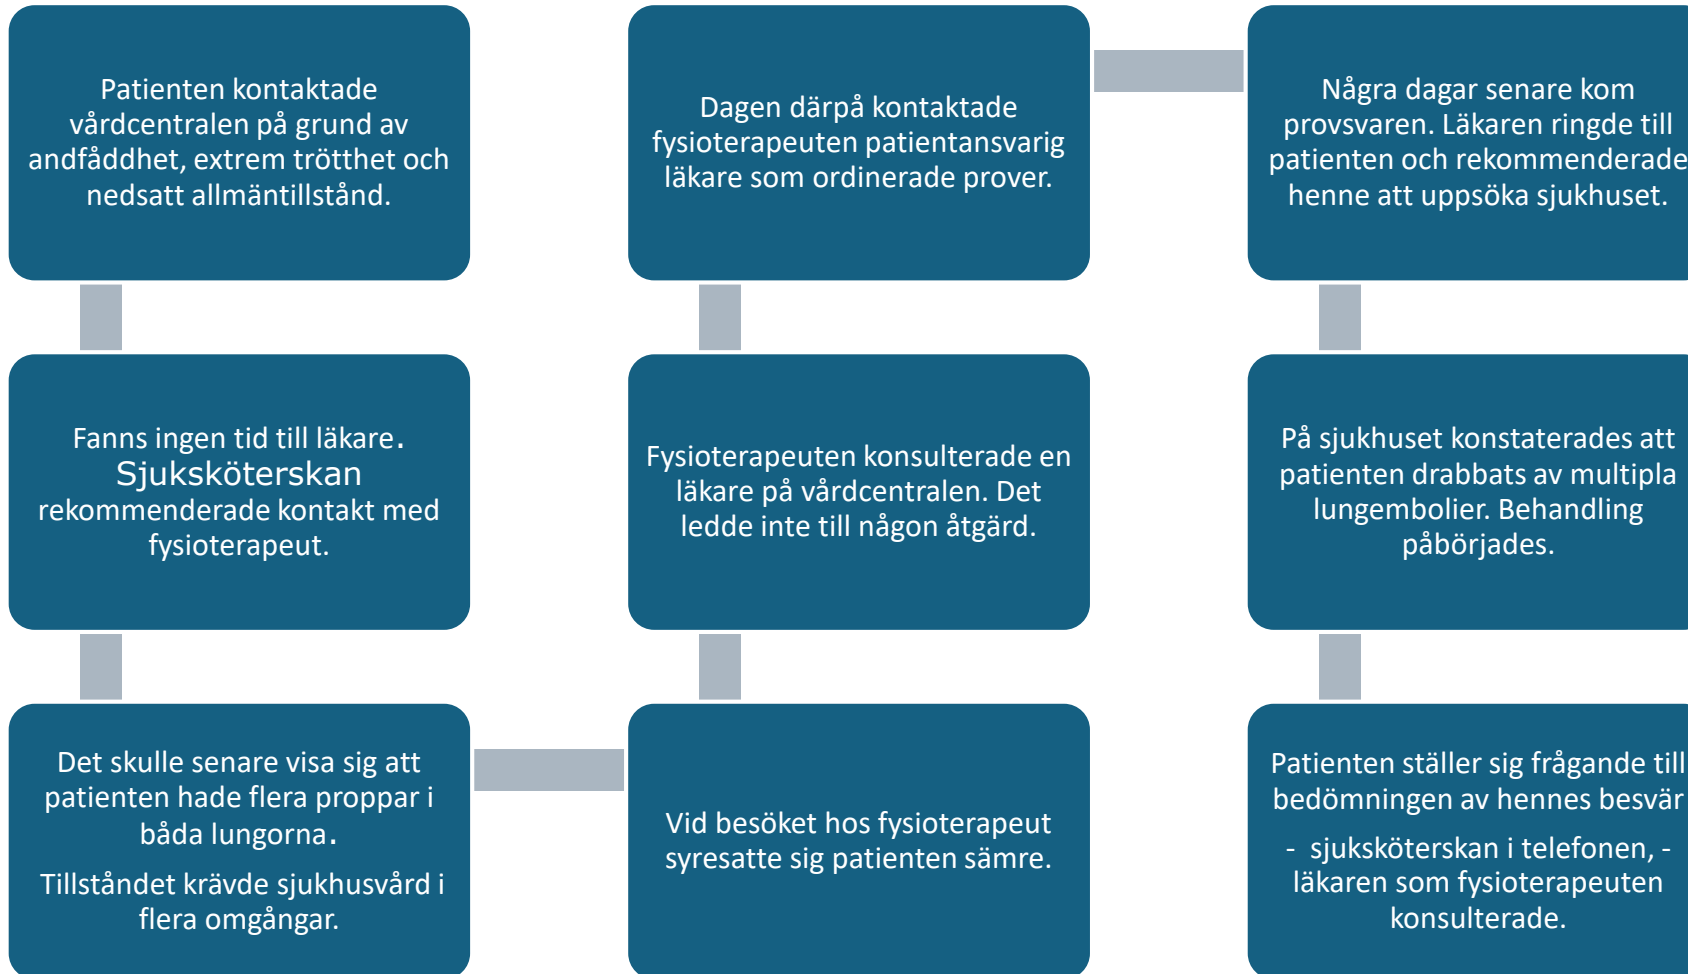 Patienten kontaktade
vårdcentralen på grund av
andfåddhet, extrem trötthet och
nedsatt allmäntillstånd.
Fanns ingen tid till läkare.
Sjuksköterskan
rekommenderade kontakt med
fysioterapeut.
Det skulle senare visa sig att
patienten hade flera proppar i
båda lungorna.
Tillståndet krävde sjukhusvård i
flera omgångar.
Vid besöket hos fysioterapeut
syresatte sig patienten sämre.
Fysioterapeuten konsulterade en
läkare på vårdcentralen. Det
ledde inte till någon åtgärd.
Dagen därpå kontaktade
fysioterapeuten patientansvarig
läkare som ordinerade prover.
Några dagar senare kom
provsvaren. Läkaren ringde till
patienten och rekommenderade
henne att uppsöka sjukhuset.
På sjukhuset konstaterades att
patienten drabbats av multipla
lungembolier. Behandling
påbörjades.
Patienten ställer sig frågande till
bedömningen av hennes besvär
- sjuksköterskan i telefonen, -
läkaren som fysioterapeuten
konsulterade.